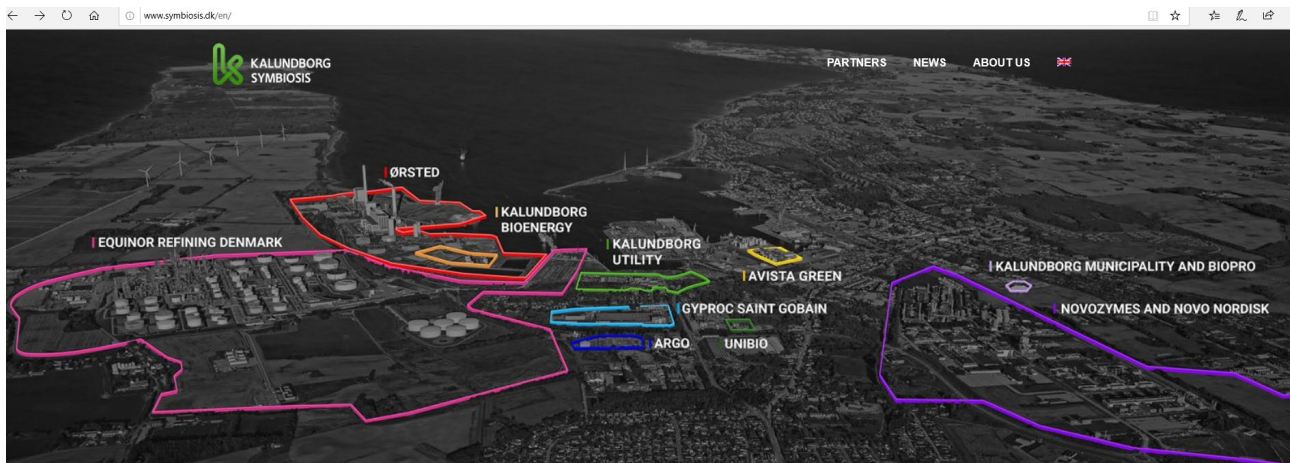 www.symbiosis.dk/en/
KALUNDBORG
SYMBIOSIS
PARTNERS NEWS ABOUT US
ØRSTED
KALUNDBORG
BIOENERGY
EQUINOR REFINING DENMARK
KALUNDBORG
UTILITY
AVISTA GREEN
KALUNDBORG MUNICIPALITY AND BIOPRO
GYPROC SAINT GOBAIN
NOVOZYMES AND NOVO NORDISK
ARGO
UNIBIO